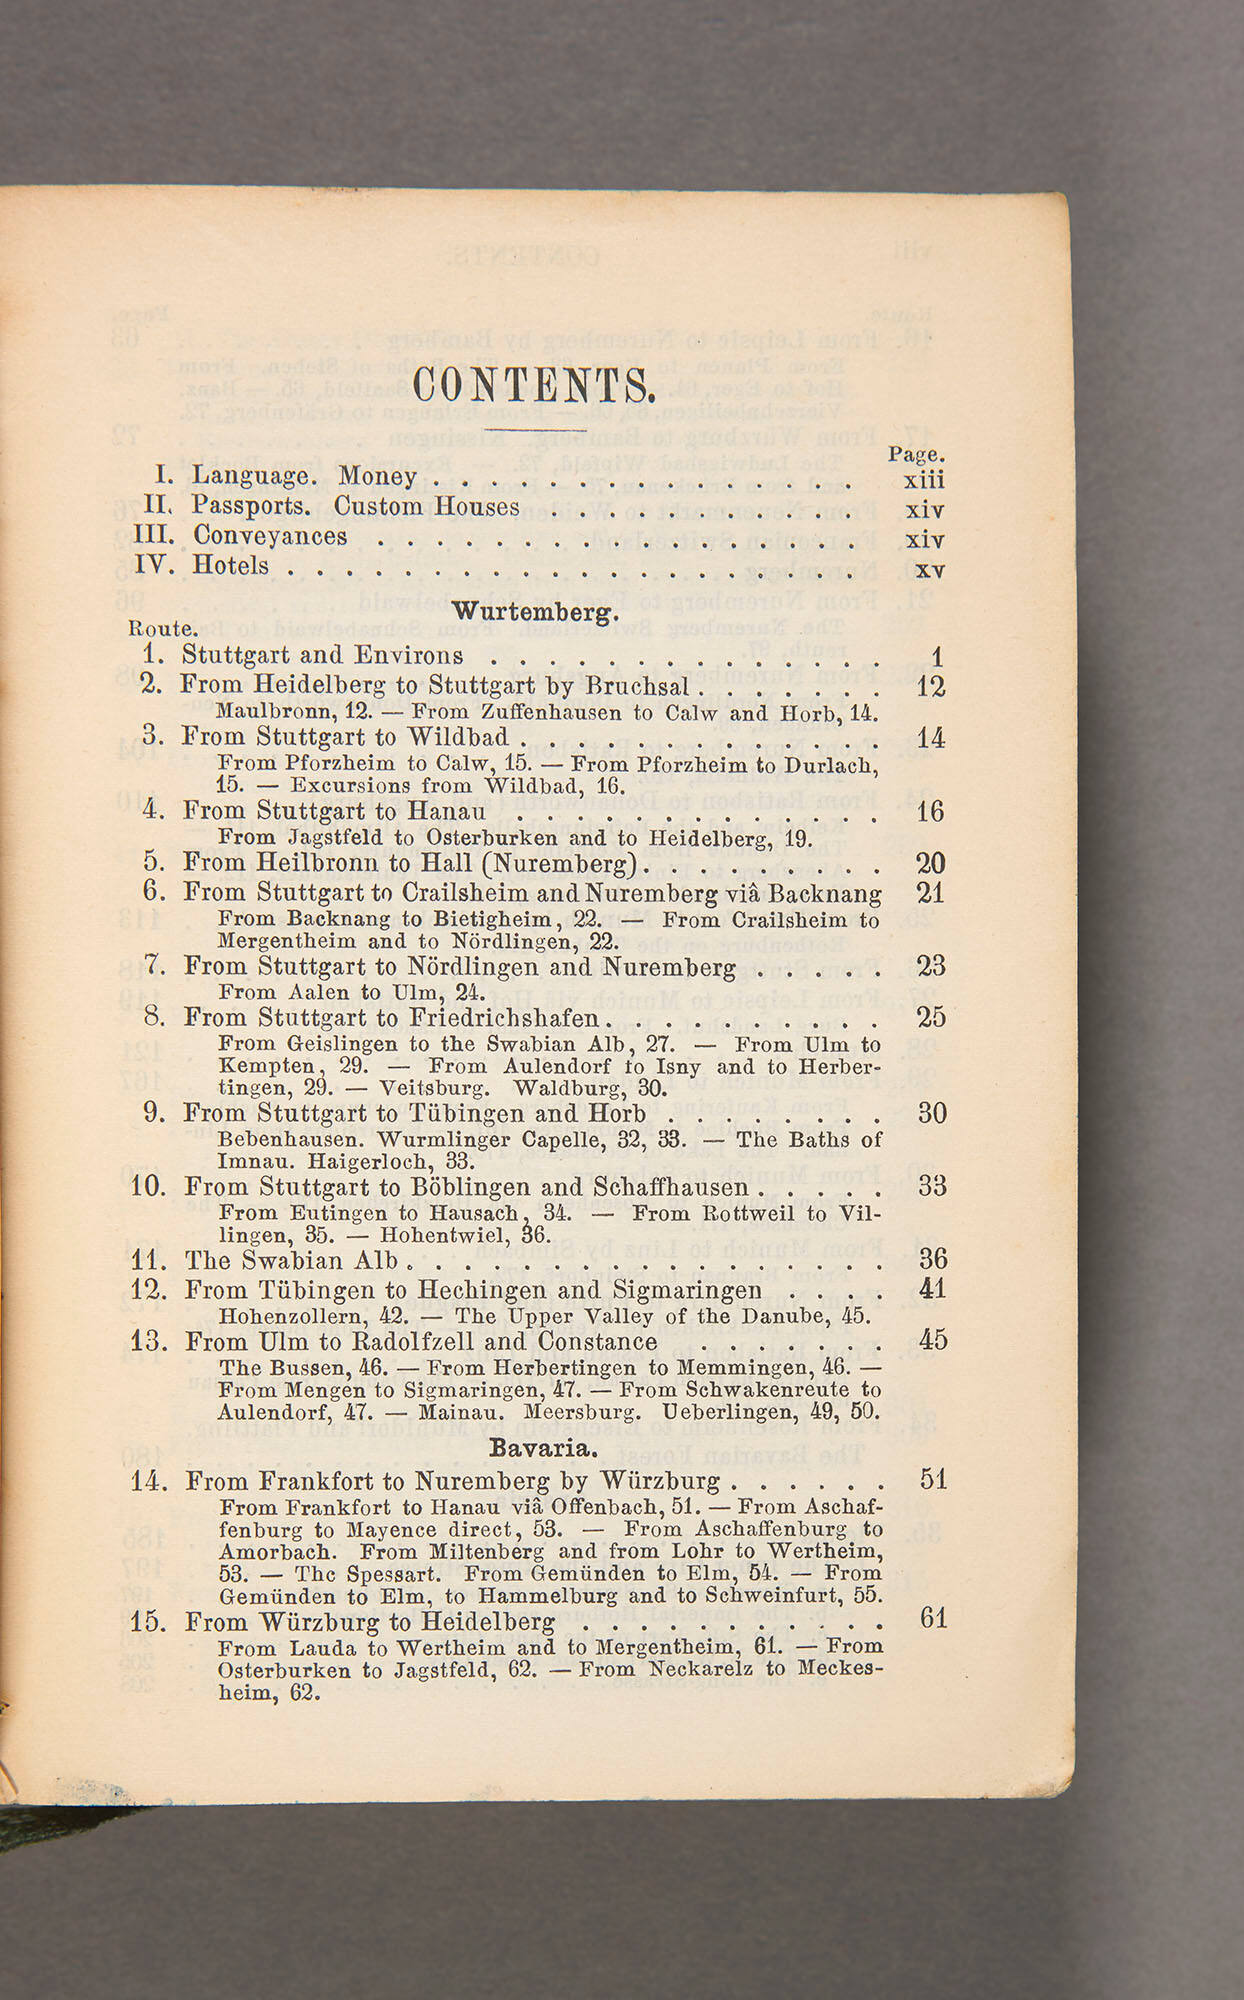 CONTENTS.
Page.
I. Language. Money . . . . . . . . . . . . . . . xiii
II. Passports. Custom Houses . . . . . . . . . . . xiv
III. Conveyances . . . . . . . . . . . . . . . . . xiv
IV. Hotels . . . . . . . . . . . . . . . . . . . . xv
Wurtemberg.
Route.
1. Stuttgart and Environs . . . . . . . . . . . . . . 1
2. From Heidelberg to Stuttgart by Bruchsal . . . . . . . 12
Maulbronn, 12. — From Zuffenhausen to Calw and Horb, 14.
3. From Stuttgart to Wildbad . . . . . . . . . . . . . 14
From Pforzheim to Calw, 15. — From Pforzheim to Durlach,
15. — Excursions from Wildbad, 16.
4. From Stuttgart to Hanau . . . . . . . . . . . . . 16
From Jagstfeld to Osterburken and to Heidelberg, 19.
5. From Heilbronn to Hall (Nuremberg) . . . . . . . . . 20
6. From Stuttgart to Crailsheim and Nuremberg viâ Backnang 21
From Backnang to Bietigheim, 22. — From Crailsheim to
Mergentheim and to Nördlingen, 22.
7. From Stuttgart to Nördlingen and Nuremberg . . . . . 23
From Aalen to Ulm, 24.
8. From Stuttgart to Friedrichshafen . . . . . . . . . . 25
From Geislingen to the Swabian Alb, 27. — From Ulm to
Kempten, 29. — From Aulendorf to Isny and to Herber-
tingen, 29. — Veitsburg. Waldburg, 30.
9. From Stuttgart to Tübingen and Horb . . . . . . . . 30
Bebenhausen. Wurmlinger Capelle, 32, 33. — The Baths of
Imnau. Haigerloch, 33.
10. From Stuttgart to Böblingen and Schaffhausen . . . . . 33
From Eutingen to Hausach, 34. — From Rottweil to Vil-
lingen, 35. — Hohentwiel, 36.
11. The Swabian Alb . . . . . . . . . . . . . . . . . 36
12. From Tübingen to Hechingen and Sigmaringen . . . . 41
Hohenzollern, 42. — The Upper Valley of the Danube, 45.
13. From Ulm to Radolfzell and Constance . . . . . . . 45
The Bussen, 46. — From Herbertingen to Memmingen, 46. —
From Mengen to Sigmaringen, 47. — From Schwakenreute to
Aulendorf, 47. — Mainau. Meersburg. Ueberlingen, 49, 50.
Bavaria.
14. From Frankfort to Nuremberg by Würzburg . . . . . . 51
From Frankfort to Hanau viâ Offenbach, 51. — From Aschaf-
fenburg to Mayence direct, 53. — From Aschaffenburg to
Amorbach. From Miltenberg and from Lohr to Wertheim,
53. — The Spessart. From Gemünden to Elm, 54. — From
Gemünden to Elm, to Hammelburg and to Schweinfurt, 55.
15. From Würzburg to Heidelberg . . . . . . . . . . . 61
From Lauda to Wertheim and to Mergentheim, 61. — From
Osterburken to Jagstfeld, 62. — From Neckarelz to Meckes-
heim, 62.